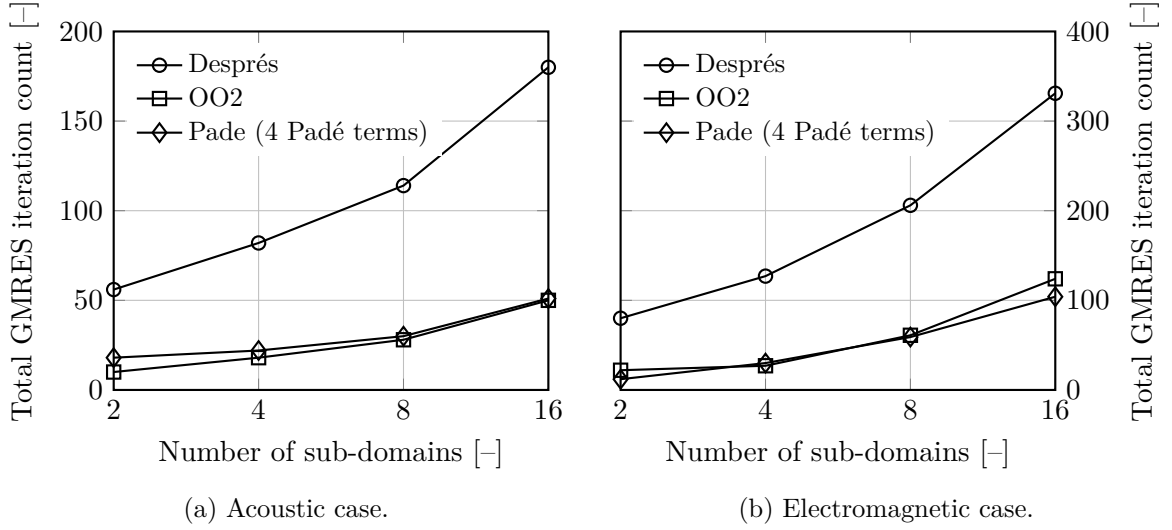 Total GMRES iteration count [–]
200
150
100
50
0
Després
OO2
Pade (4 Padé terms)
2 4 8 16
Number of sub-domains [–]
(a) Acoustic case.
Després
OO2
Pade (4 Padé terms)
400
300
200
100
0
Total GMRES iteration count [–]
2 4 8 16
Number of sub-domains [–]
(b) Electromagnetic case.